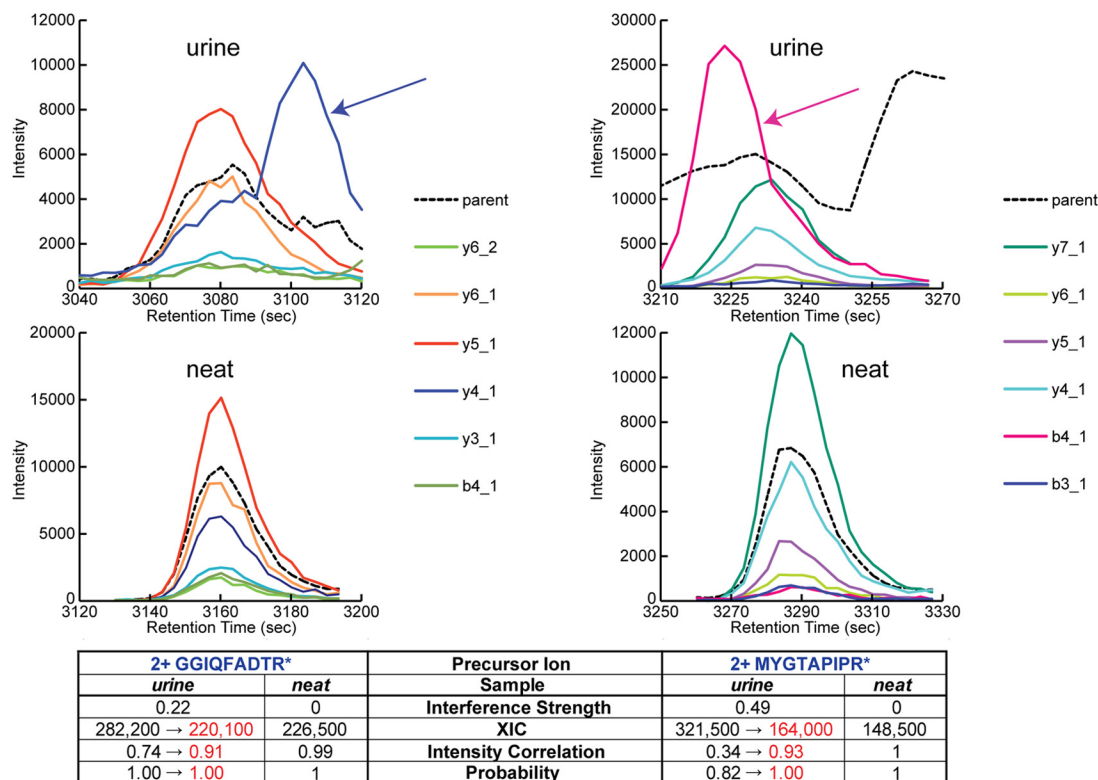 urine
12000
10000
8000
6000
4000
2000
0
Intensity
3040 3060 3080 3100 3120
Retention Time (sec)
neat
20000
15000
10000
5000
0
Intensity
3120 3140 3160 3180 3200
Retention Time (sec)
parent
y6_2
y6_1
y5_1
y4_1
y3_1
b4_1
urine
30000
25000
20000
15000
10000
5000
0
Intensity
3210 3225 3240 3255 3270
Retention Time (sec)
neat
12000
10000
8000
6000
4000
2000
0
Intensity
3250 3270 3290 3310 3330
Retention Time (sec)
parent
y7_1
y6_1
y5_1
y4_1
b4_1
b3_1
2+ GGIQFADTR* Precursor Ion 2+ MYGTAPIPR*
urine neat Sample urine neat
0.22 0 Interference Strength 0.49 0
282,200 → 220,100 226,500 XIC 321,500 → 164,000 148,500
0.74 → 0.91 0.99 Intensity Correlation 0.34 → 0.93 1
1.00 → 1.00 1 Probability 0.82 → 1.00 1